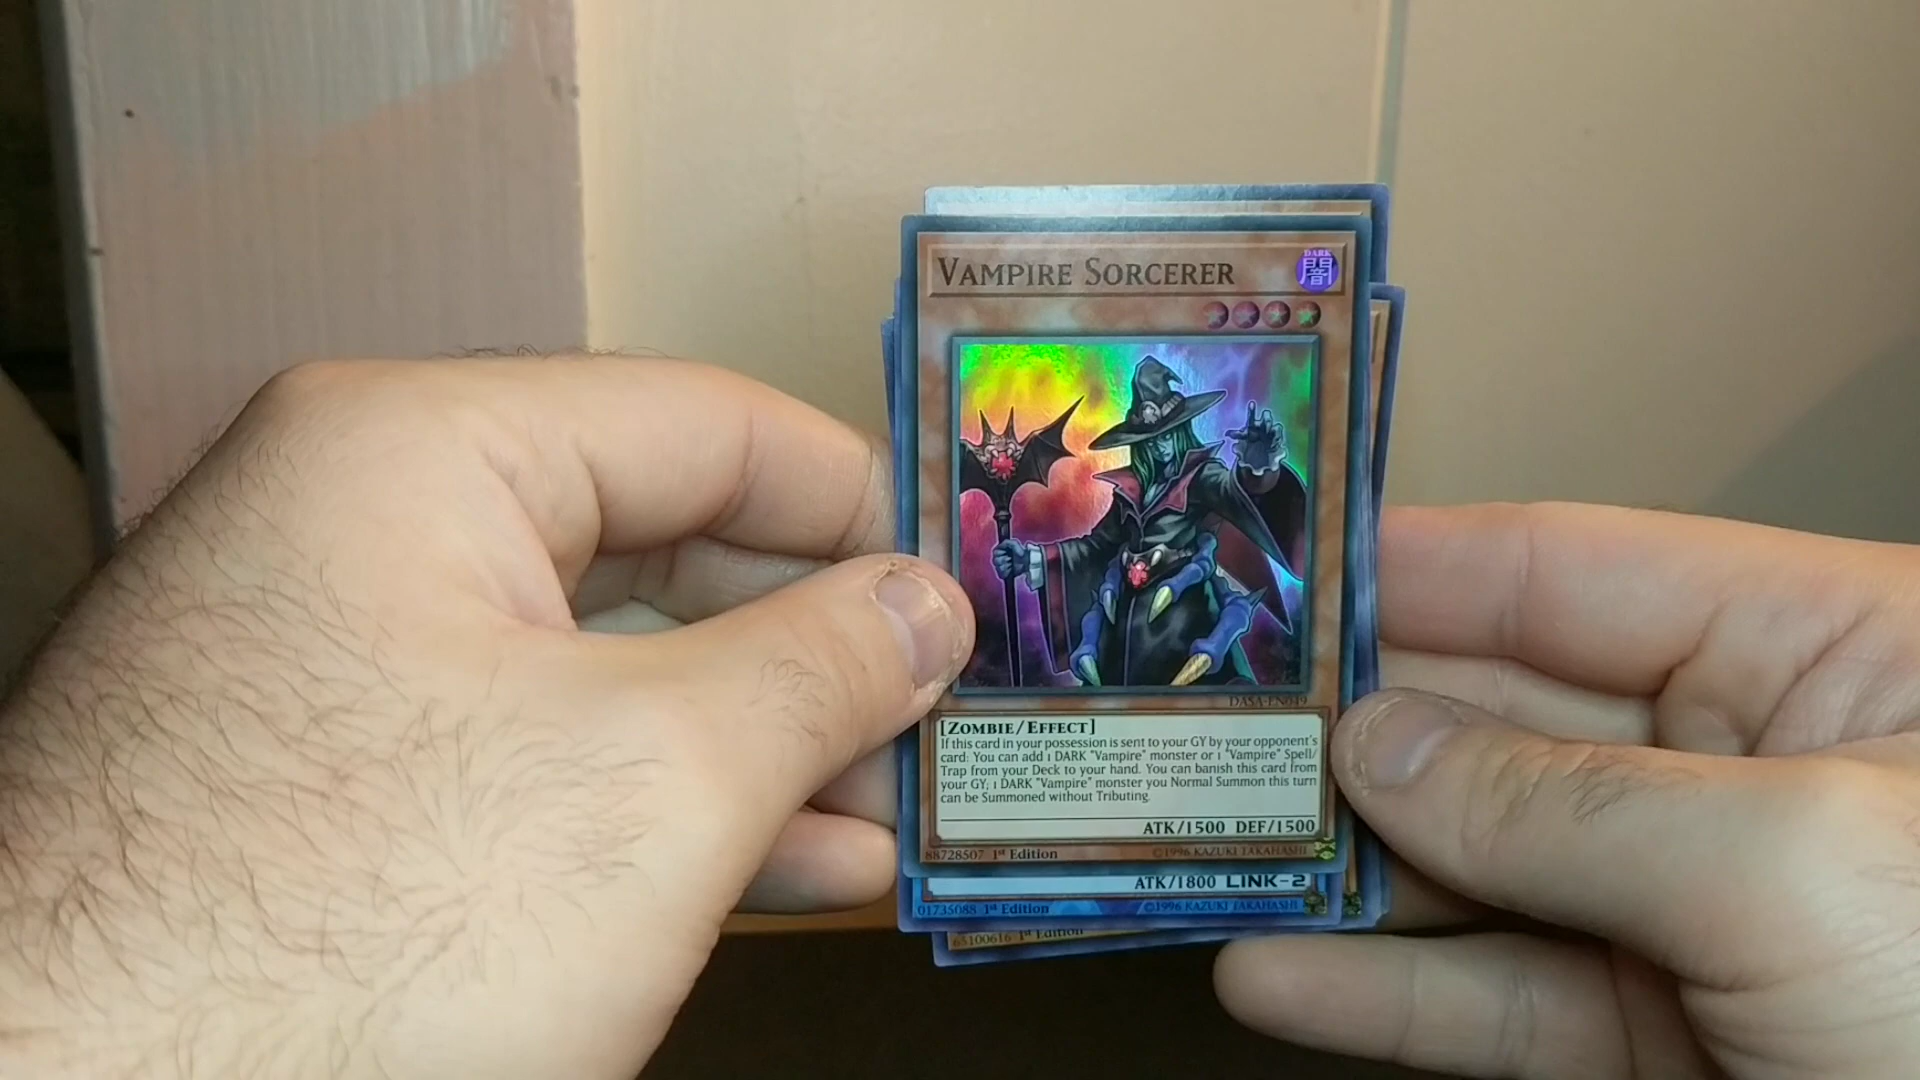 VAMPIRE SORCERER
DARK
闇
DASA-EN049
[ZOMBIE/EFFECT]
If this card in your possession is sent to your GY by your opponent's
card: You can add 1 DARK "Vampire" monster or 1 "Vampire" Spell/
Trap from your Deck to your hand. You can banish this card from
your GY; 1 DARK "Vampire" monster you Normal Summon this turn
can be Summoned without Tributing.
ATK/1500 DEF/1500
88728507 1st Edition ©1996 KAZUKI TAKAHASHI
ATK/1800 LINK-2
01735088 1st Edition ©1996 KAZUKI TAKAHASHI
65100616 1st Edition